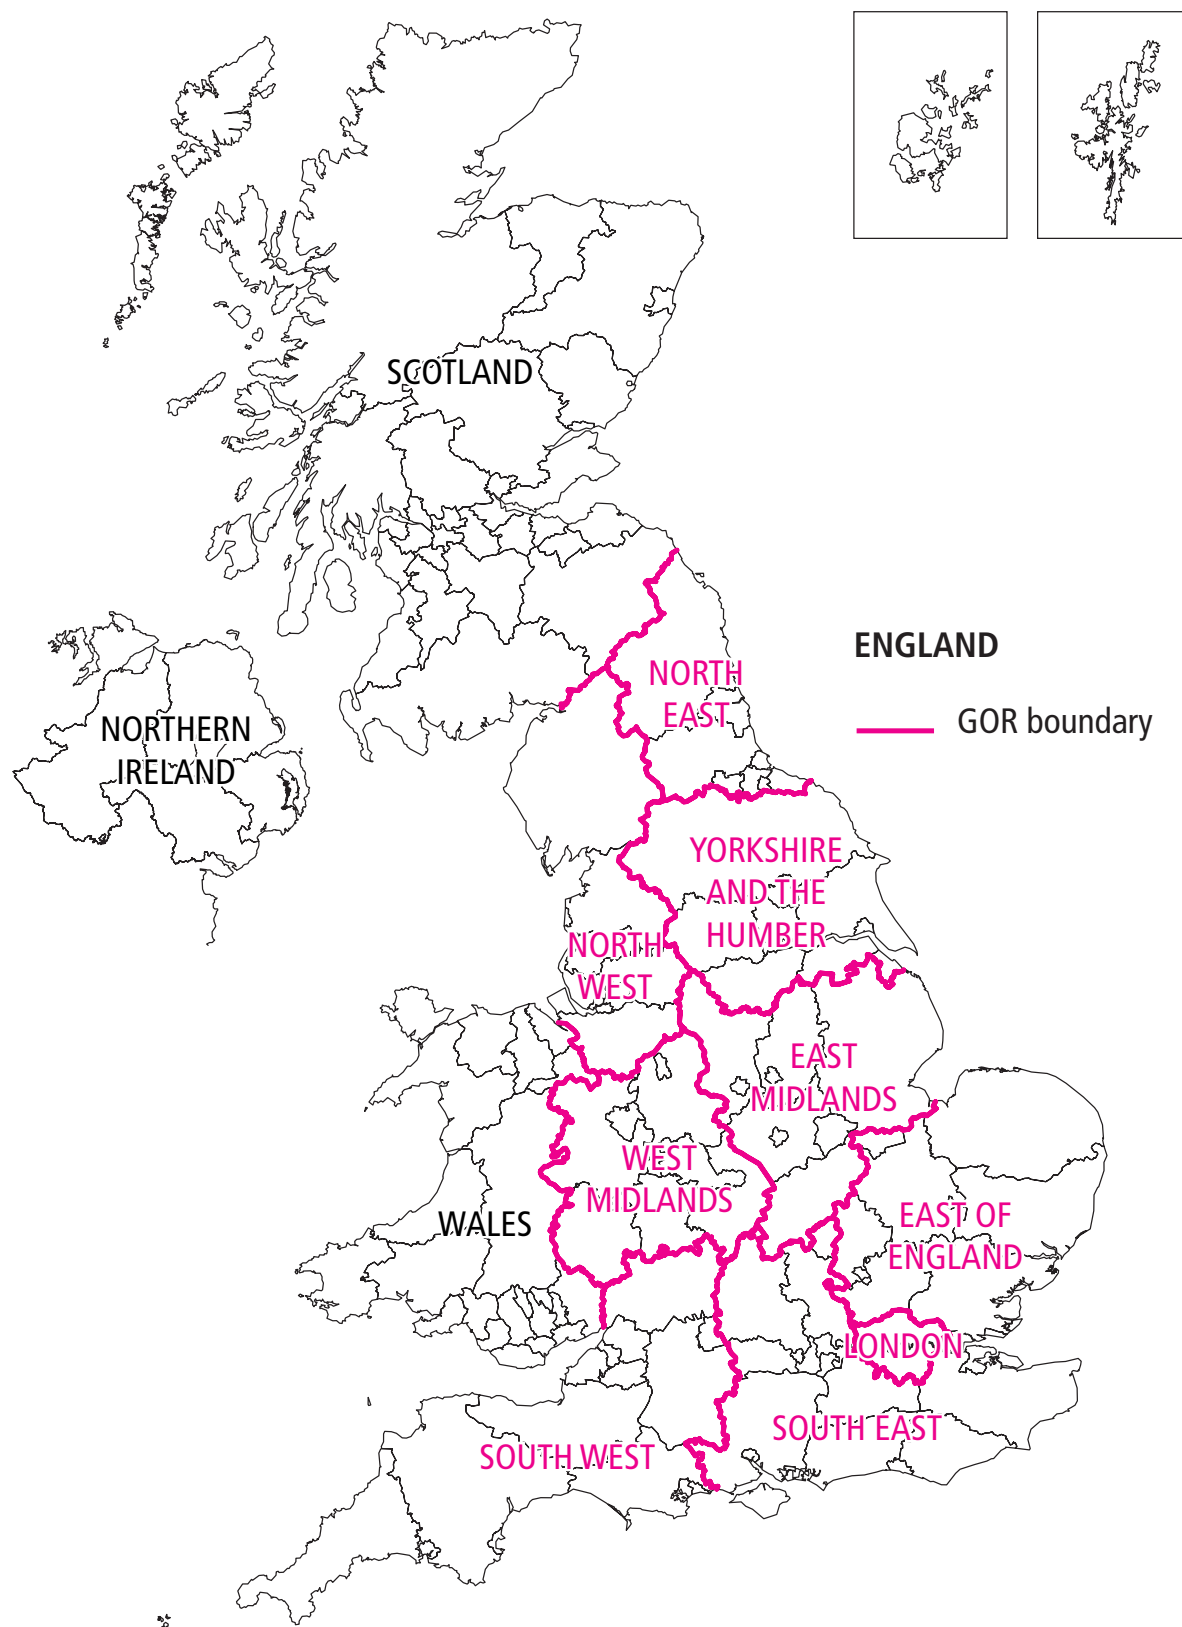 SCOTLAND
ENGLAND
GOR boundary
NORTH
EAST
NORTHERN
IRELAND
YORKSHIRE
AND THE
HUMBER
NORTH
WEST
EAST
MIDLANDS
WEST
MIDLANDS
WALES
EAST OF
ENGLAND
LONDON
SOUTH EAST
SOUTH WEST